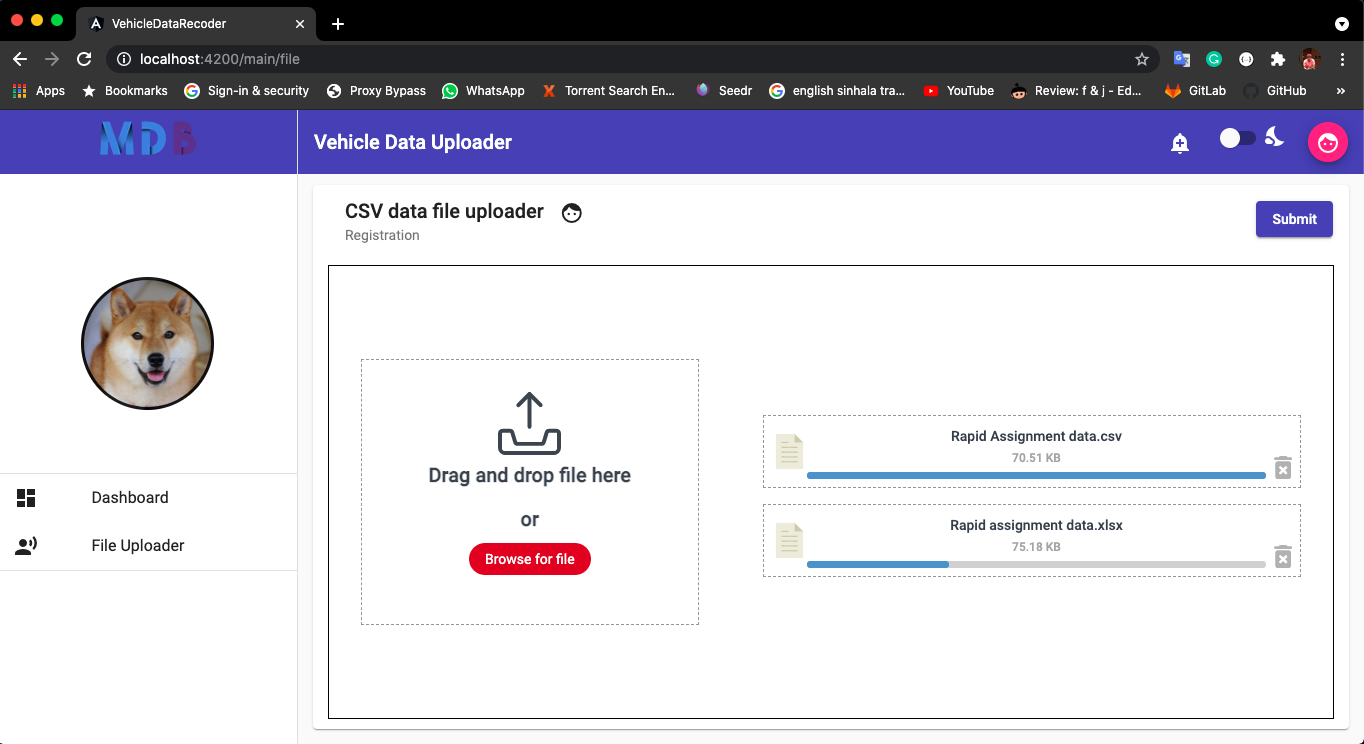 VehicleDataRecoder
localhost:4200/main/file
Apps
Bookmarks
Sign-in & security
Proxy Bypass
WhatsApp
Torrent Search En...
Seedr
english sinhala tra...
YouTube
Review: f & j - Ed...
GitLab
GitHub
»
MDB
Vehicle Data Uploader
CSV data file uploader
Registration
Submit
Drag and drop file here
or
Browse for file
Rapid Assignment data.csv
70.51 KB
Rapid assignment data.xlsx
75.18 KB
Dashboard
File Uploader